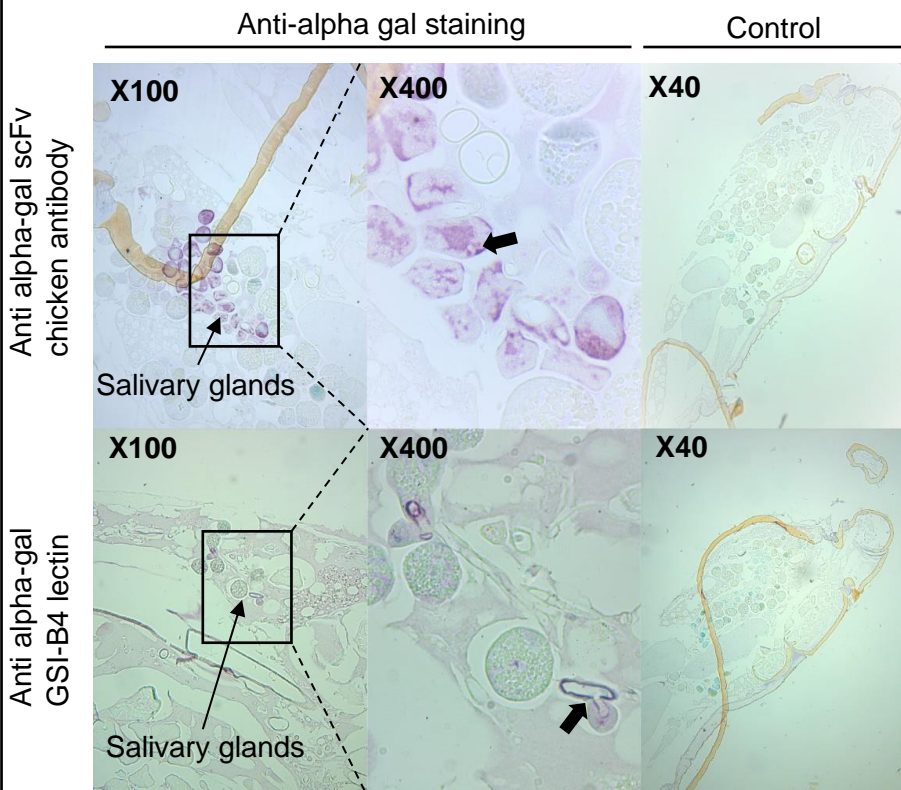 Anti-alpha gal staining
Control
Anti alpha-gal scFv
chicken antibody
X100
X400
X40
Salivary glands
Anti alpha-gal
GSI-B4 lectin
X100
X400
X40
Salivary glands